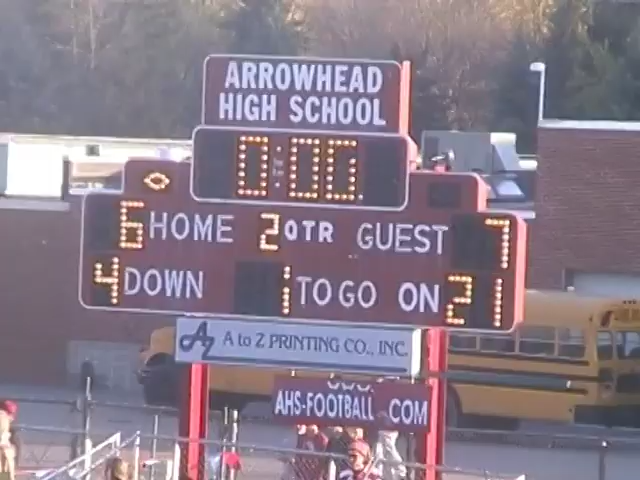 ARROWHEAD
HIGH SCHOOL
0:00
6 HOME 2 QTR GUEST 7
4 DOWN 1 TO GO ON 21
AZ A to Z PRINTING CO., INC.
AHS-FOOTBALL.COM